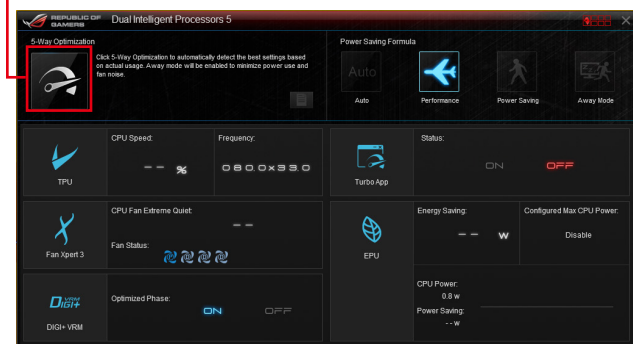 REPUBLIC OF
GAMERS
Dual Intelligent Processors 5
5-Way Optimization
Click 5-Way Optimization to automatically detect the best settings based
on actual usage. Away mode will be enabled to minimize power use and
fan noise.
Power Saving Formula
Auto
Auto
Performance
Power Saving
Away Mode
TPU
CPU Speed:
-- %
Frequency:
080.0x33.0
Turbo App
Status:
ON OFF
Fan Xpert 3
CPU Fan Extreme Quiet:
--
Fan Status:
EPU
Energy Saving:
-- W
Configured Max CPU Power:
Disable
CPU Power:
0.8 w
Power Saving:
-- w
DIGI+ VRM
DIGI+ VRM
Optimized Phase:
ON OFF